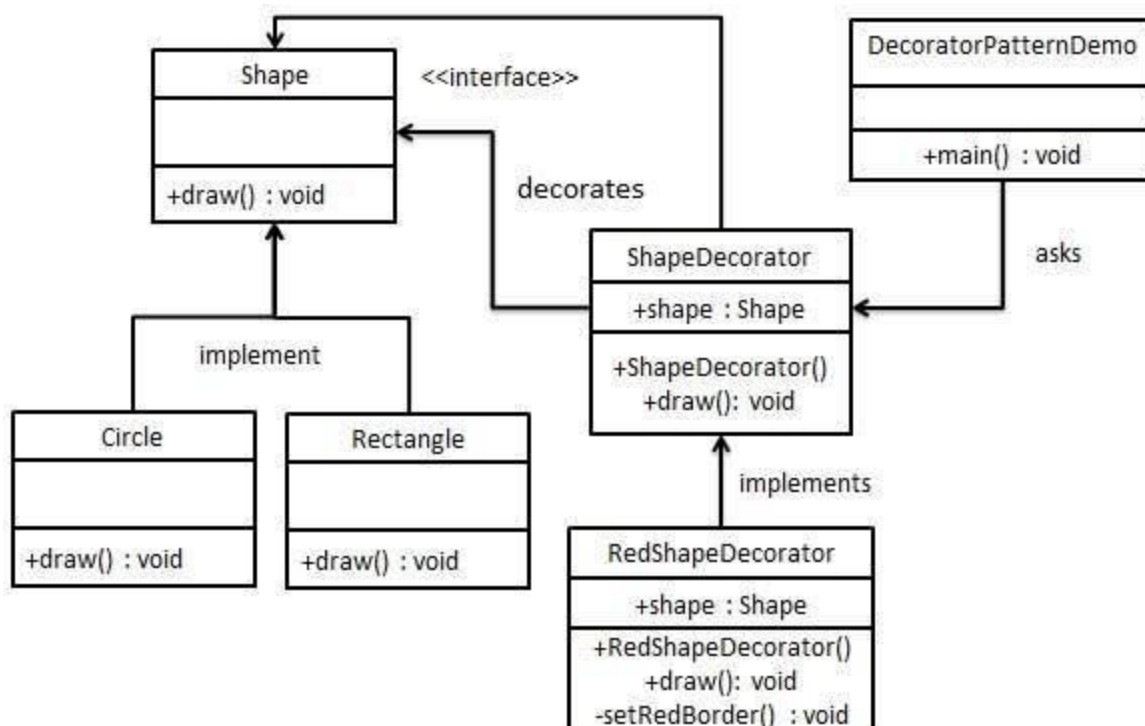 Shape
<<interface>>
DecoratorPatternDemo
+main() : void
+draw() : void
decorates
asks
ShapeDecorator
+shape : Shape
+ShapeDecorator()
+draw(): void
implement
Circle
+draw() : void
Rectangle
+draw() : void
implements
RedShapeDecorator
+shape : Shape
+RedShapeDecorator()
+draw(): void
-setRedBorder() : void